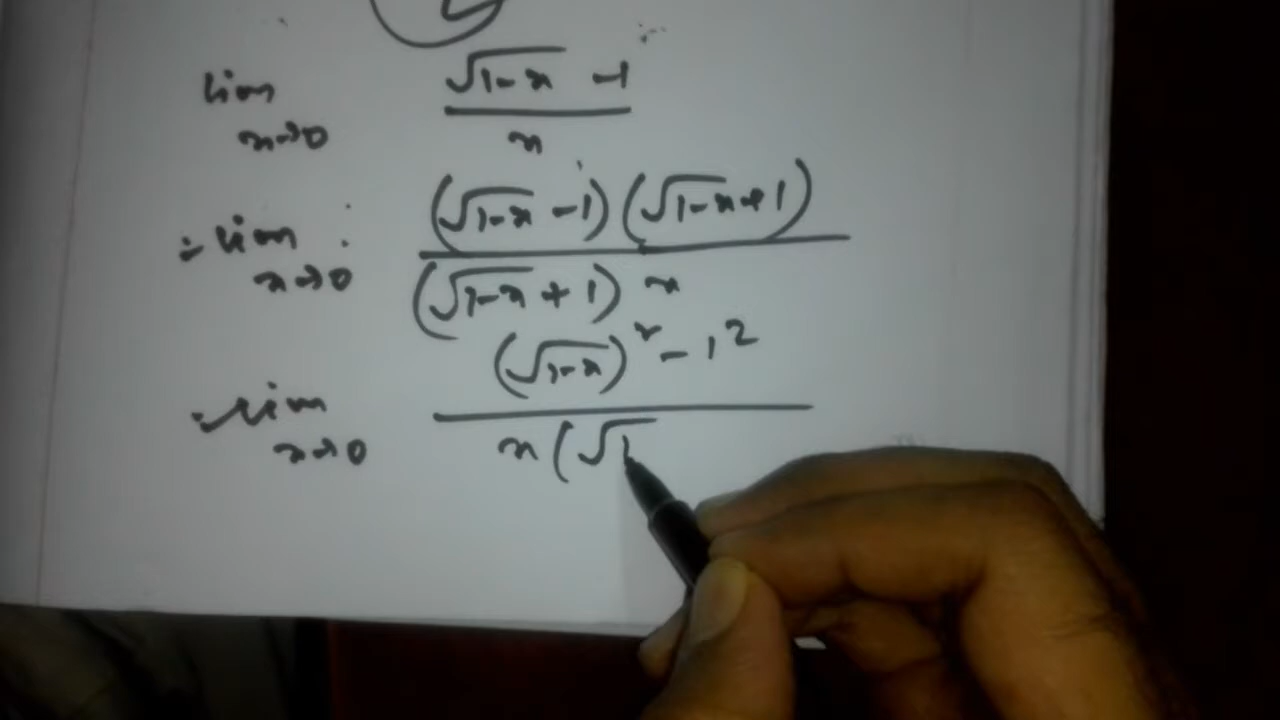 lim x→0 (√(1-x) - 1) / x
= lim x→0 (√(1-x) - 1)(√(1-x) + 1) / (√(1-x) + 1) x
= lim x→0 ((√(1-x))² - 1²) / x(√1